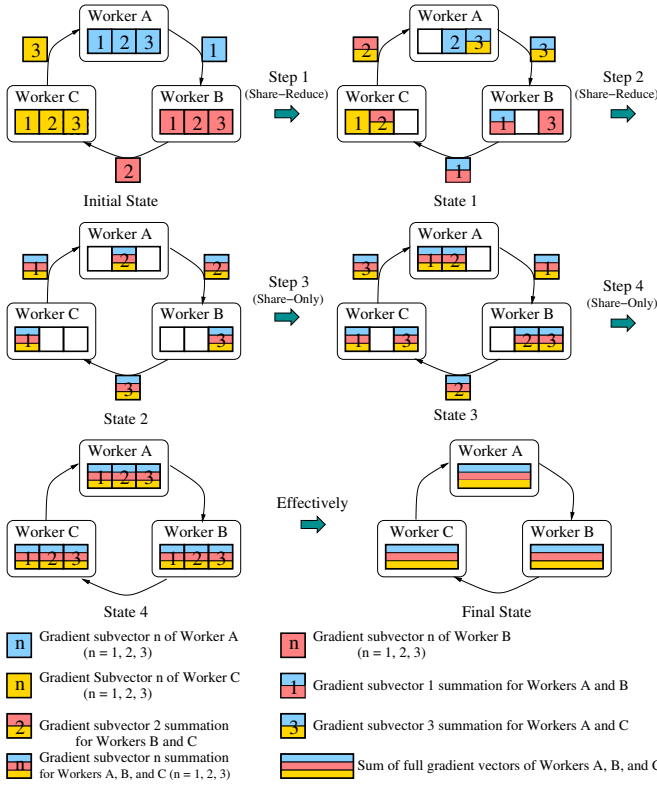 Worker A
3
1 2 3
1
Worker C
1 2 3
Worker B
1 2 3
2
Initial State
Step 1
(Share-Reduce)
Worker A
2
2 3
3
Worker C
1 2
Worker B
1 3
1
State 1
Step 2
(Share-Reduce)
Worker A
1
2
2
Worker C
1
Worker B
3
3
State 2
Step 3
(Share-Only)
Worker A
3
1 2
1
Worker C
1 3
Worker B
2 3
2
State 3
Step 4
(Share-Only)
Worker A
1 2 3
Worker C
1 2 3
Worker B
1 2 3
State 4
Effectively
Worker A
Worker C
Worker B
Final State
n
Gradient subvector n of Worker A
(n = 1, 2, 3)
n
Gradient subvector n of Worker B
(n = 1, 2, 3)
n
Gradient Subvector n of Worker C
(n = 1, 2, 3)
1
Gradient subvector 1 summation for Workers A and B
2
Gradient subvector 2 summation
for Workers B and C
3
Gradient subvector 3 summation for Workers A and C
n
Gradient subvector n summation
for Workers A, B, and C (n = 1, 2, 3)
Sum of full gradient vectors of Workers A, B, and C